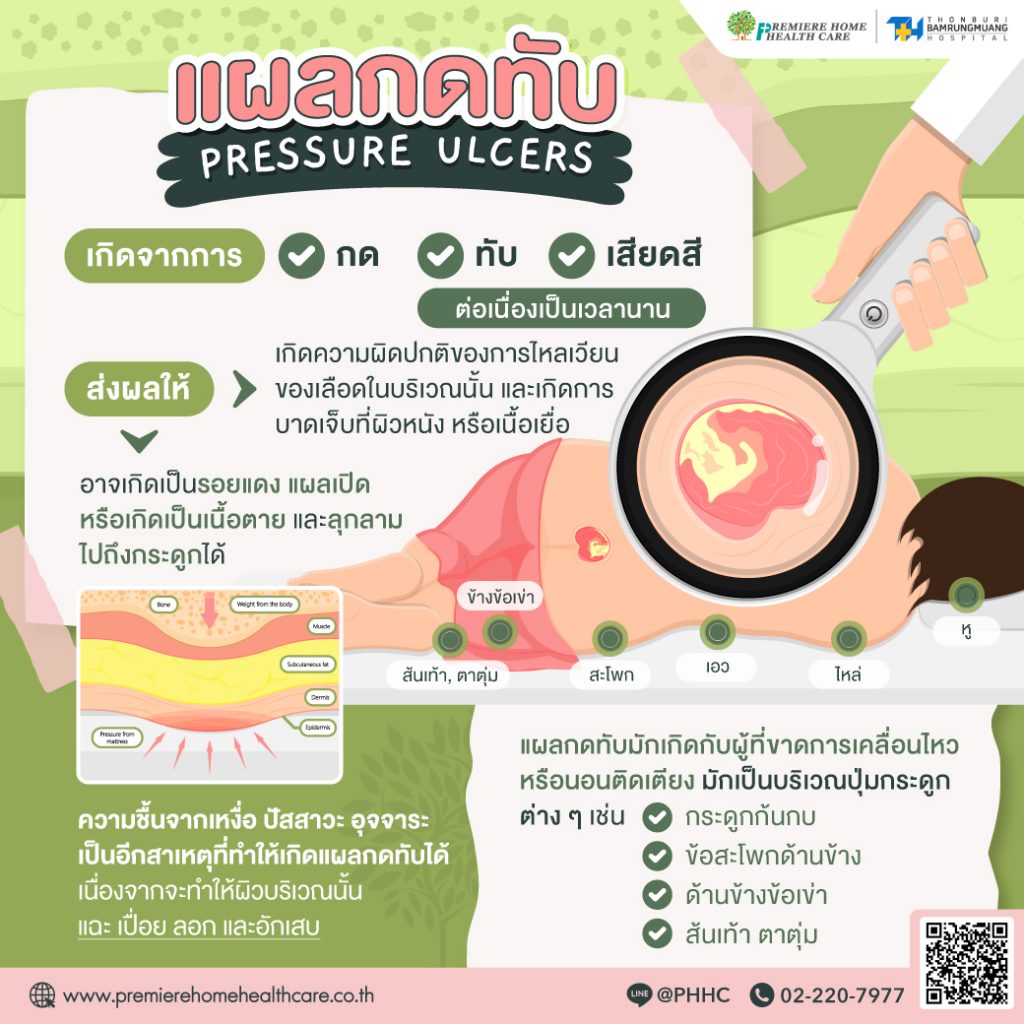 PREMIERE HOME
HEALTH CARE
THONBURI
BAMRUNGMUANG
HOSPITAL
แผลกดทับ
PRESSURE ULCERS
เกิดจากการ กด ทับ เสียดสี
ต่อเนื่องเป็นเวลานาน
ส่งผลให้
เกิดความผิดปกติของการไหลเวียน
ของเลือดในบริเวณนั้น และเกิดการ
บาดเจ็บที่ผิวหนัง หรือเนื้อเยื่อ
อาจเกิดเป็นรอยแดง แผลเปิด
หรือเกิดเป็นเนื้อตาย และลุกลาม
ไปถึงกระดูกได้
Bone
Weight from the body
Muscle
Subcutaneous fat
Dermis
Epidermis
Pressure from
mattress
ข้างข้อเข่า
ส้นเท้า, ตาตุ่ม
สะโพก
เอว
ไหล่
หู
ความชื้นจากเหงื่อ ปัสสาวะ อุจจาระ
เป็นอีกสาเหตุที่ทำให้เกิดแผลกดทับได้
เนื่องจากจะทำให้ผิวบริเวณนั้น
แฉะ เปื่อย ลอก และอักเสบ
แผลกดทับมักเกิดกับผู้ที่ขาดการเคลื่อนไหว
หรือนอนติดเตียง มักเป็นบริเวณปุ่มกระดูก
ต่าง ๆ เช่น กระดูกก้นกบ
ข้อสะโพกด้านข้าง
ด้านข้างข้อเข่า
ส้นเท้า ตาตุ่ม
www.premierehomehealthcare.co.th
LINE @PHHC 02-220-7977